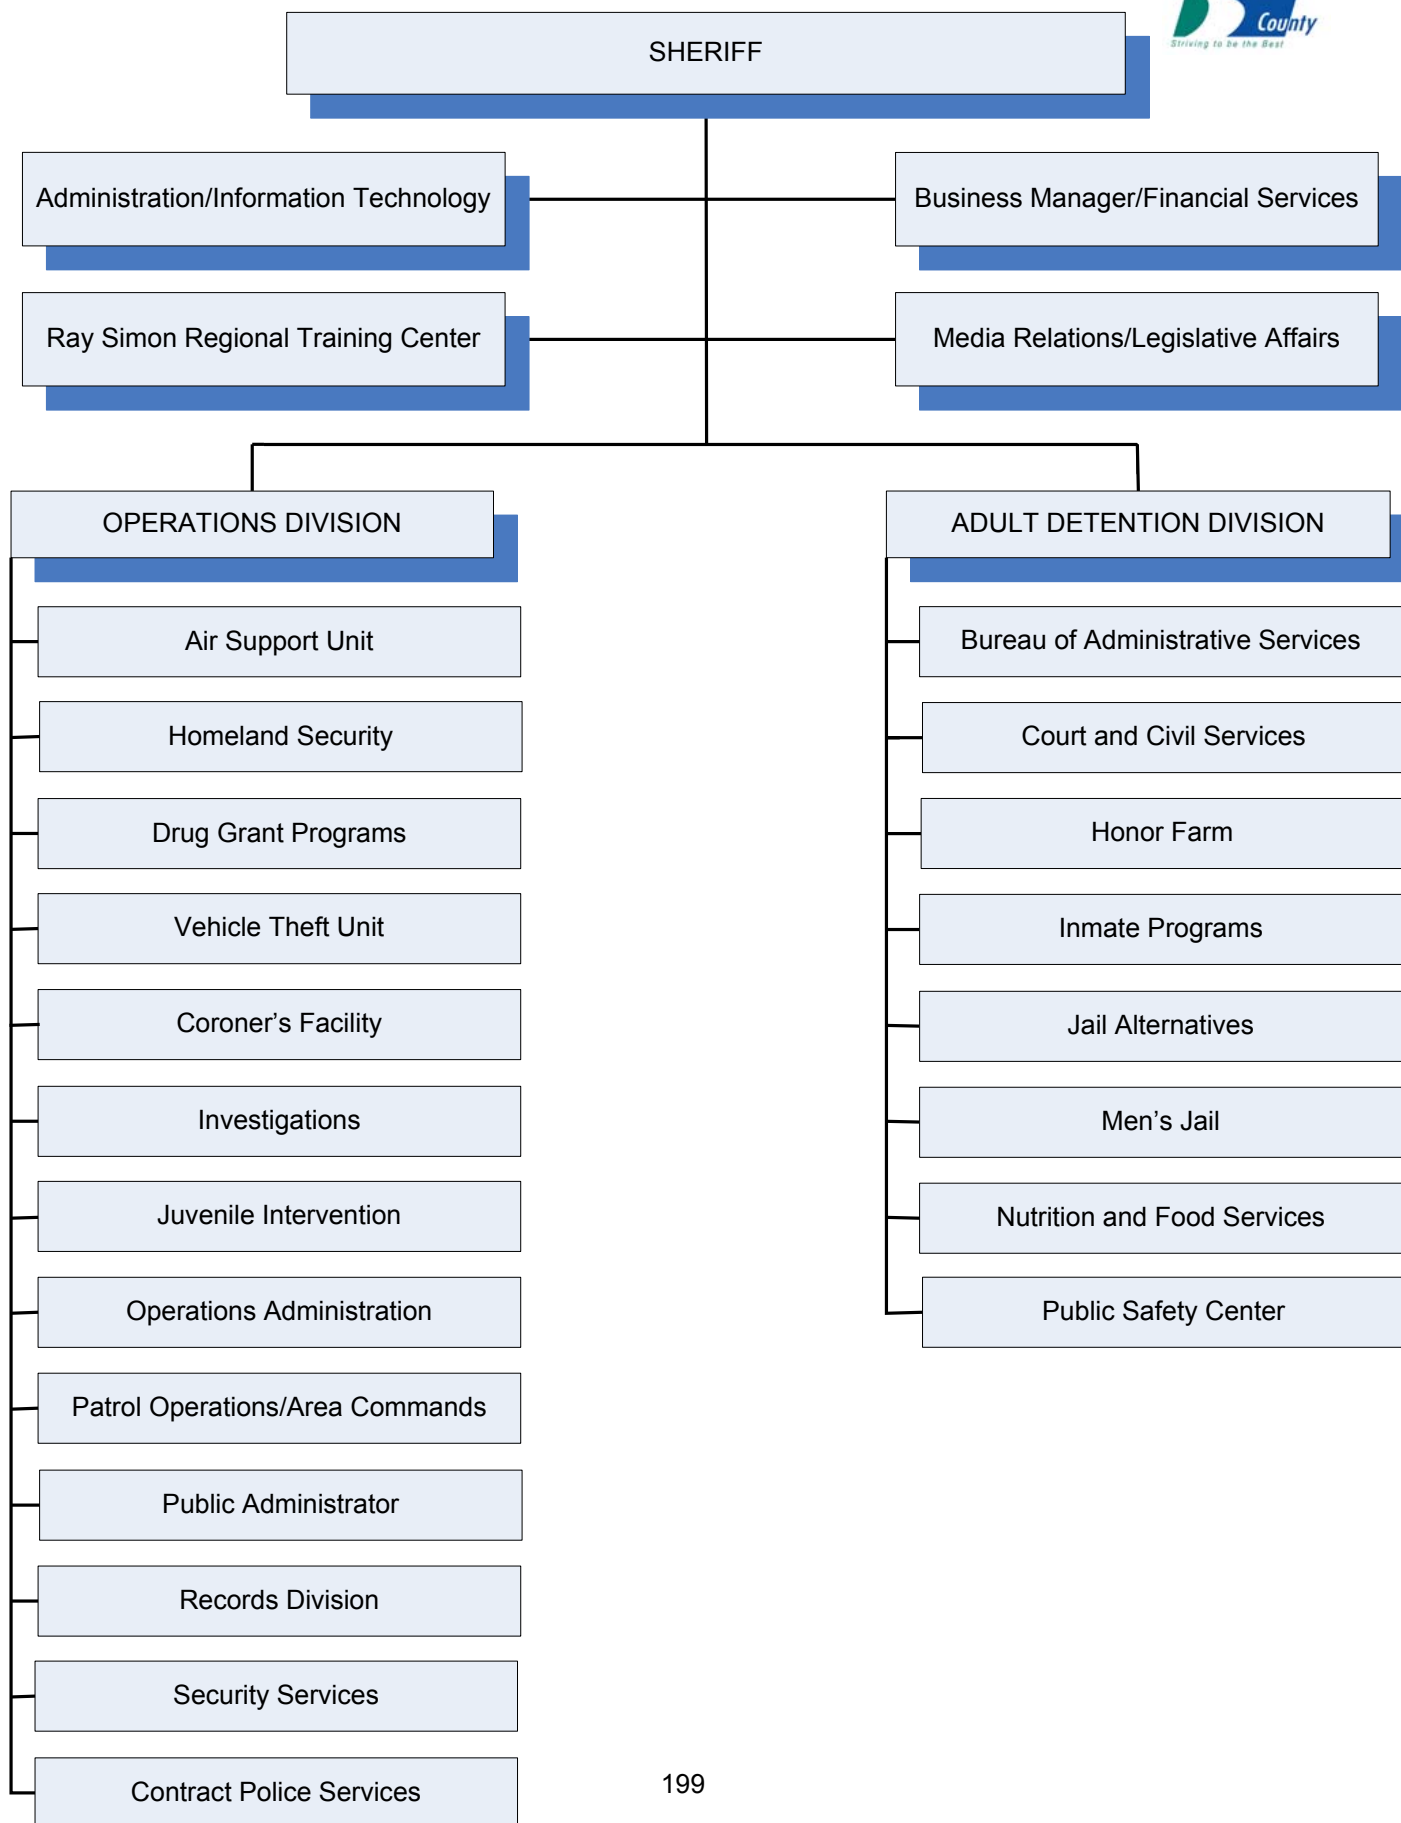 County
Striving to be the Best
SHERIFF
Administration/Information Technology
Business Manager/Financial Services
Ray Simon Regional Training Center
Media Relations/Legislative Affairs
OPERATIONS DIVISION
Air Support Unit
Homeland Security
Drug Grant Programs
Vehicle Theft Unit
Coroner’s Facility
Investigations
Juvenile Intervention
Operations Administration
Patrol Operations/Area Commands
Public Administrator
Records Division
Security Services
Contract Police Services
ADULT DETENTION DIVISION
Bureau of Administrative Services
Court and Civil Services
Honor Farm
Inmate Programs
Jail Alternatives
Men’s Jail
Nutrition and Food Services
Public Safety Center
199